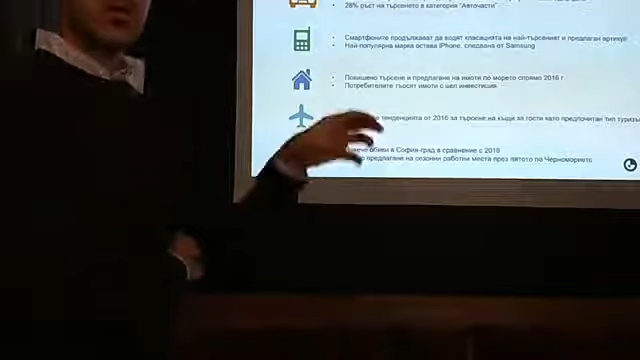 28% ръст на търсенето в категория "Авточасти"
Смартфоните продължават да водят класацията на най-търсеният и предлаган артикул
Най-популярна марка остава iPhone, следвана от Samsung
Повишено търсене и предлагане на имоти по морето спрямо 2016 г
Потребителите търсят имоти с цел инвестиция
тенденцията от 2016 за търсене на къщи за гости като предпочитан тип туризъм
обяви в София-град в сравнение с 2016
предлагане на сезонни работни места през лятото по Черноморието